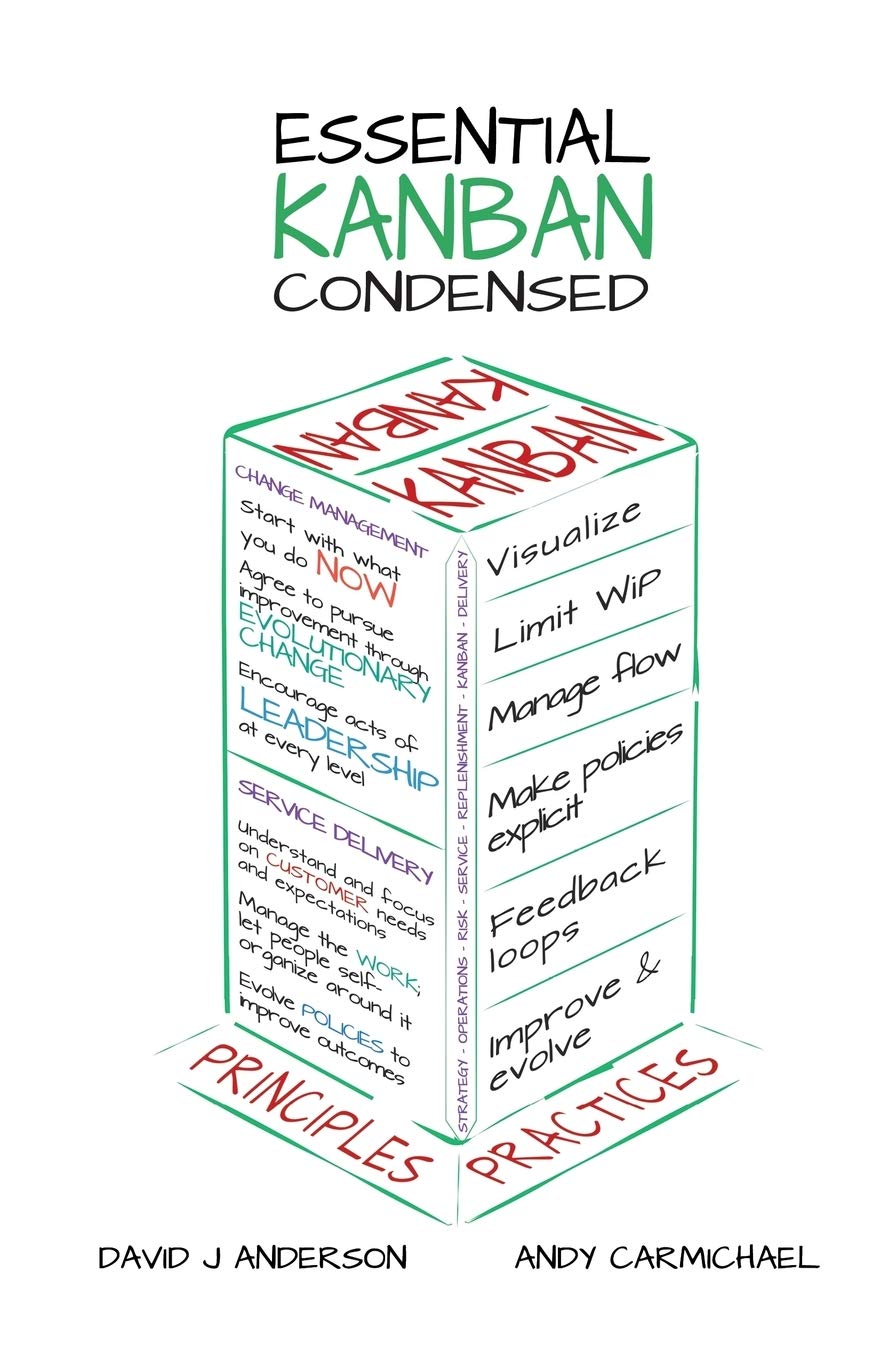 ESSENTIAL
KANBAN
CONDENSED
KANBAN
KANBAN
CHANGE MANAGEMENT
Start with what
you do NOW
Agree to pursue
improvement through
EVOLUTIONARY
CHANGE
Encourage acts of
LEADERSHIP
at every level
SERVICE DELIVERY
Understand and focus
on CUSTOMER needs
and expectations
Manage the WORK;
let people self-
organize around it
Evolve POLICIES to
improve outcomes
STRATEGY - OPERATIONS - RISK - SERVICE - REPLENISHMENT - KANBAN - DELIVERY
Visualize
Limit WiP
Manage flow
Make policies
explicit
Feedback
loops
Improve &
evolve
PRINCIPLES
PRACTICES
DAVID J ANDERSON
ANDY CARMICHAEL